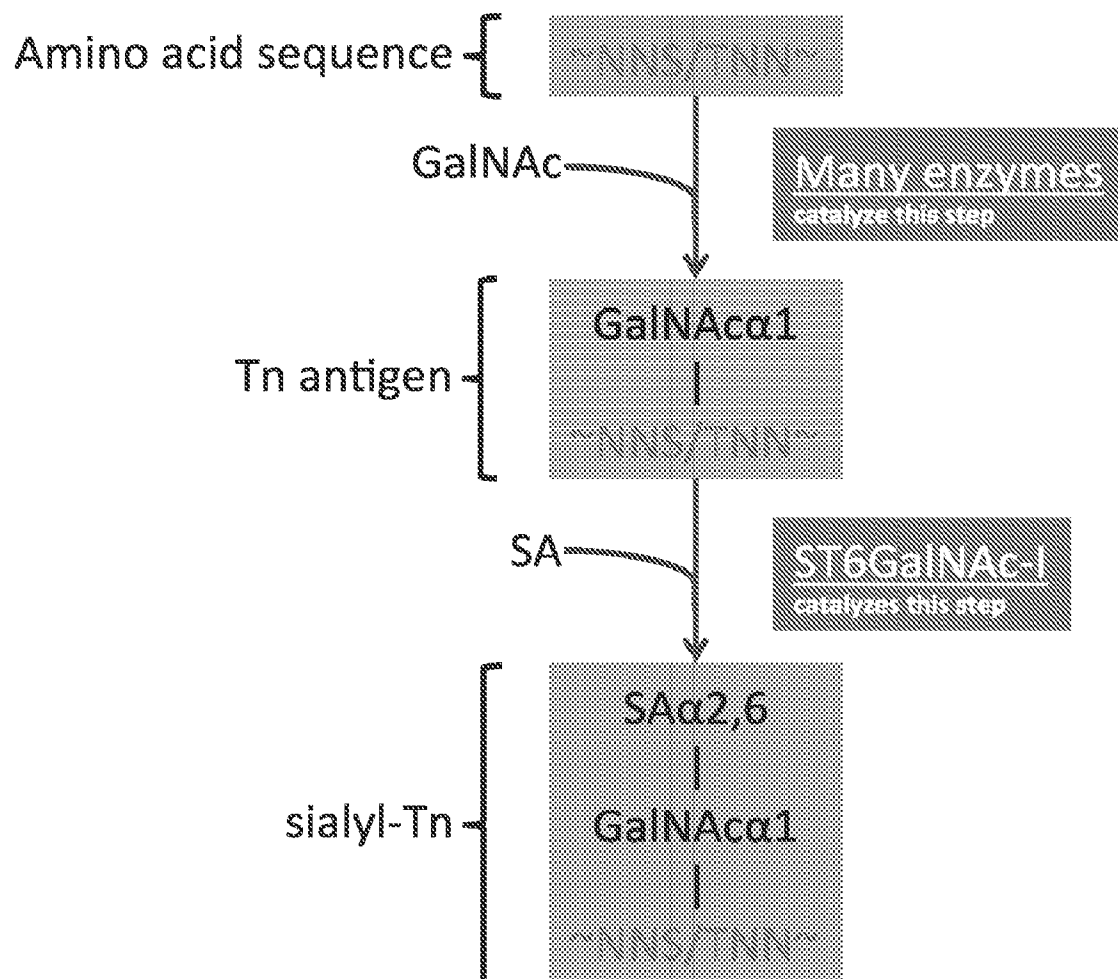 Amino acid sequence
~NNS/TNN~
GalNAc
Many enzymes
catalyze this step
GalNAcα1
Tn antigen
~NNS/TNN~
SA
ST6GalNAc-I
catalyzes this step
SAα2,6
sialyl-Tn
GalNAcα1
~NNS/TNN~